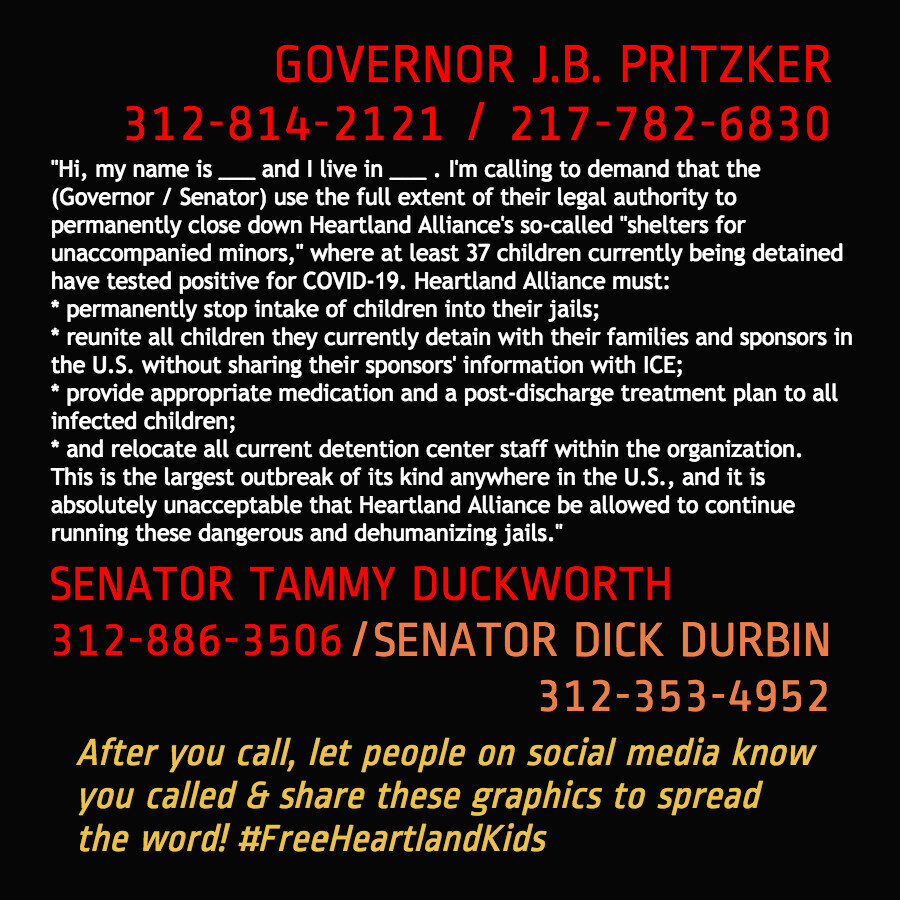 GOVERNOR J.B. PRITZKER
312-814-2121 / 217-782-6830
"Hi, my name is ___ and I live in ___ . I'm calling to demand that the
(Governor / Senator) use the full extent of their legal authority to
permanently close down Heartland Alliance's so-called "shelters for
unaccompanied minors," where at least 37 children currently being detained
have tested positive for COVID-19. Heartland Alliance must:
* permanently stop intake of children into their jails;
* reunite all children they currently detain with their families and sponsors in
the U.S. without sharing their sponsors' information with ICE;
* provide appropriate medication and a post-discharge treatment plan to all
infected children;
* and relocate all current detention center staff within the organization.
This is the largest outbreak of its kind anywhere in the U.S., and it is
absolutely unacceptable that Heartland Alliance be allowed to continue
running these dangerous and dehumanizing jails."
SENATOR TAMMY DUCKWORTH
312-886-3506 /SENATOR DICK DURBIN
312-353-4952
After you call, let people on social media know
you called & share these graphics to spread
the word! #FreeHeartlandKids